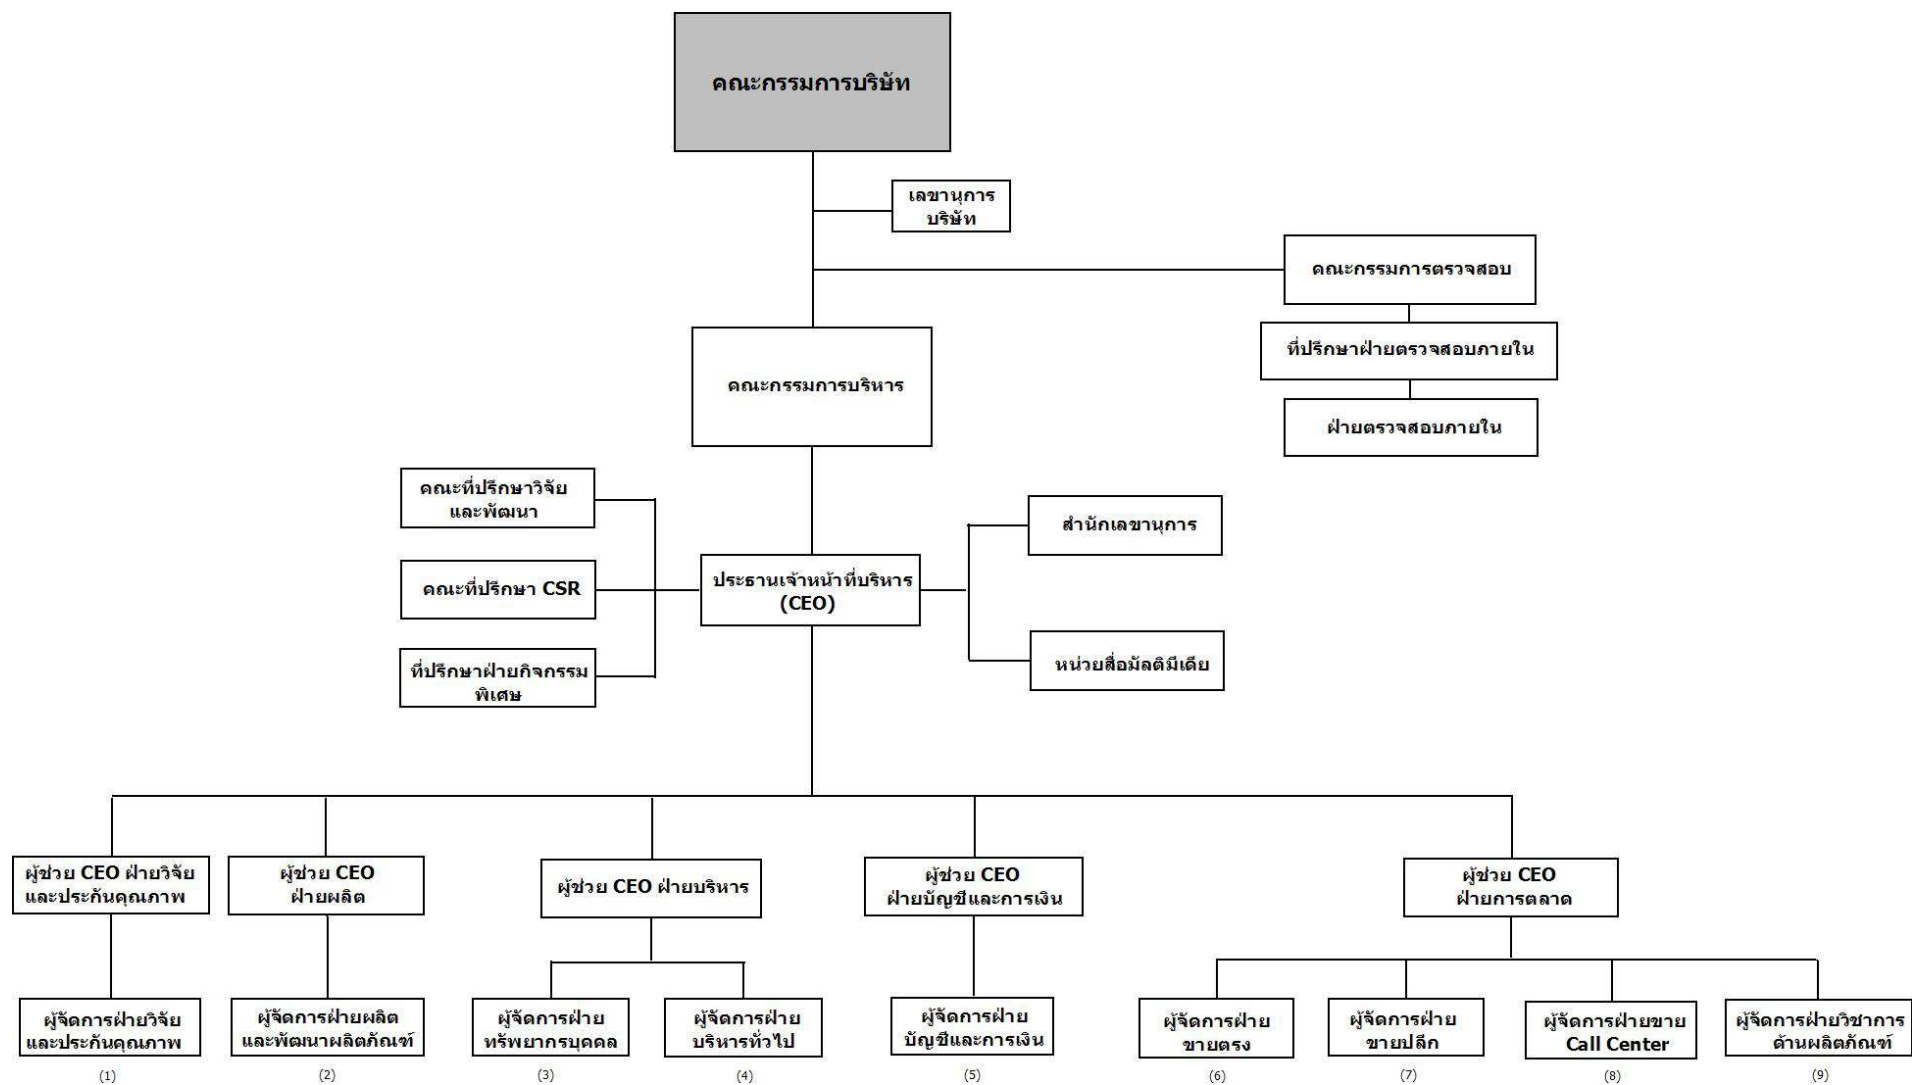 คณะกรรมการบริษัท
เลขานุการ
บริษัท
คณะกรรมการตรวจสอบ
ที่ปรึกษาฝ่ายตรวจสอบภายใน
คณะกรรมการบริหาร
ฝ่ายตรวจสอบภายใน
คณะที่ปรึกษาวิจัย
และพัฒนา
สำนักเลขานุการ
คณะที่ปรึกษา CSR
ประธานเจ้าหน้าที่บริหาร
(CEO)
ที่ปรึกษาฝ่ายกิจกรรม
พิเศษ
หน่วยสื่อมัลติมีเดีย
ผู้ช่วย CEO ฝ่ายวิจัย
และประกันคุณภาพ
ผู้ช่วย CEO
ฝ่ายผลิต
ผู้ช่วย CEO ฝ่ายบริหาร
ผู้ช่วย CEO
ฝ่ายบัญชีและการเงิน
ผู้ช่วย CEO
ฝ่ายการตลาด
ผู้จัดการฝ่ายวิจัย
และประกันคุณภาพ
ผู้จัดการฝ่ายผลิต
และพัฒนาผลิตภัณฑ์
ผู้จัดการฝ่าย
ทรัพยากรบุคคล
ผู้จัดการฝ่าย
บริหารทั่วไป
ผู้จัดการฝ่าย
บัญชีและการเงิน
ผู้จัดการฝ่าย
ขายตรง
ผู้จัดการฝ่าย
ขายปลีก
ผู้จัดการฝ่ายขาย
Call Center
ผู้จัดการฝ่ายวิชาการ
ด้านผลิตภัณฑ์
(1) (2) (3) (4) (5) (6) (7) (8) (9)